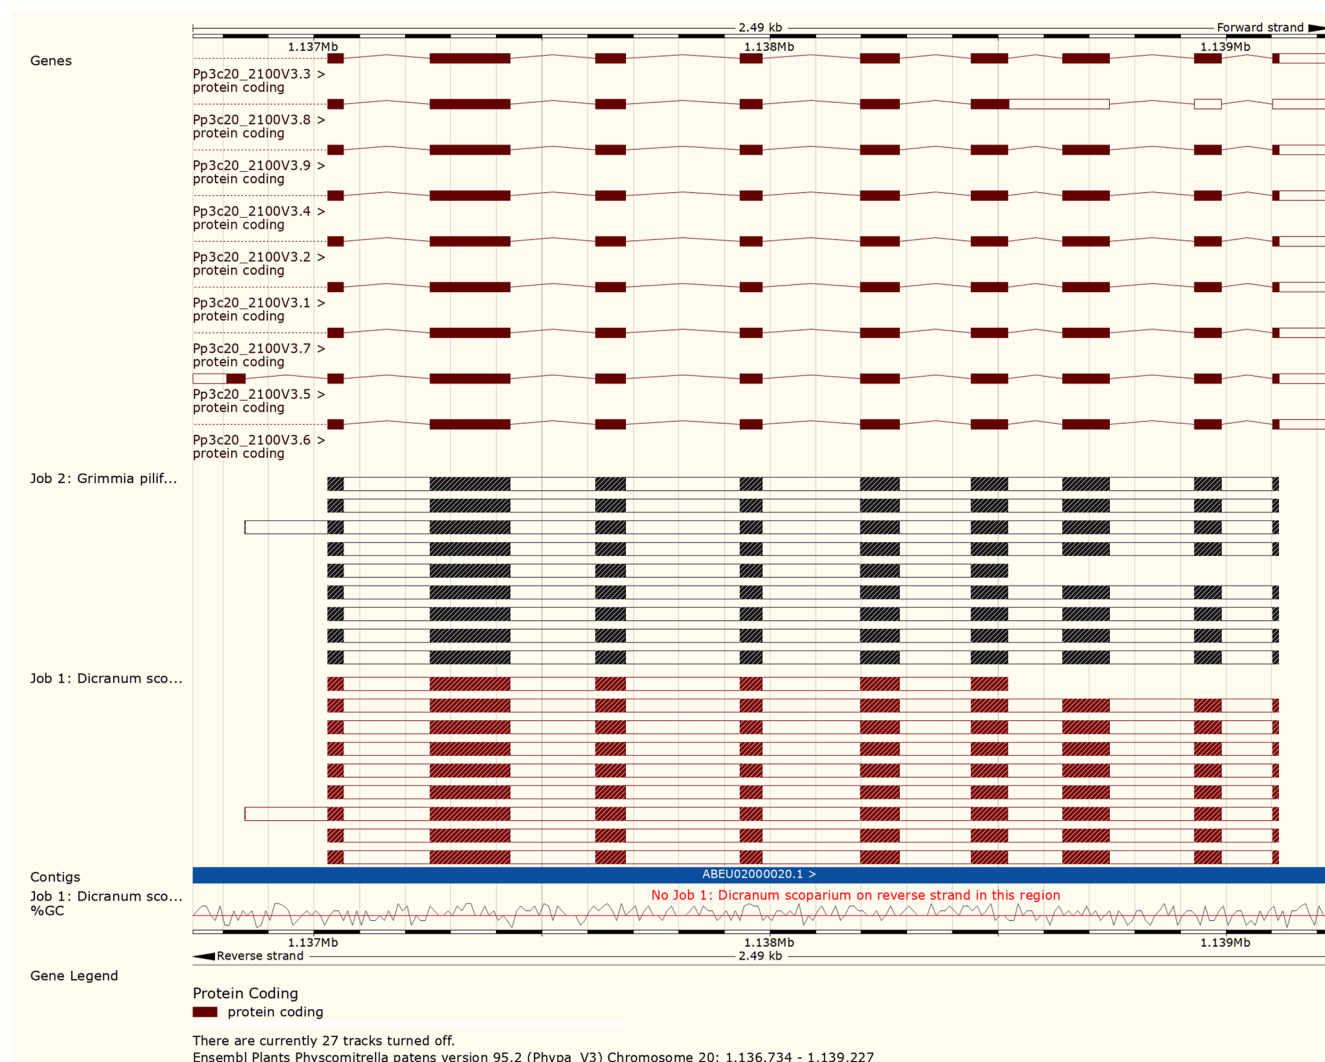 2.49 kb
Forward strand
1.137Mb
1.138Mb
1.139Mb
Genes
Pp3c20_2100V3.3 >
protein coding
Pp3c20_2100V3.8 >
protein coding
Pp3c20_2100V3.9 >
protein coding
Pp3c20_2100V3.4 >
protein coding
Pp3c20_2100V3.2 >
protein coding
Pp3c20_2100V3.1 >
protein coding
Pp3c20_2100V3.7 >
protein coding
Pp3c20_2100V3.5 >
protein coding
Pp3c20_2100V3.6 >
protein coding
Job 2: Grimmia pilif...
Job 1: Dicranum sco...
Contigs
ABEU02000020.1 >
Job 1: Dicranum sco...
No Job 1: Dicranum scoparium on reverse strand in this region
%GC
1.137Mb
1.138Mb
1.139Mb
Reverse strand
2.49 kb
Gene Legend
Protein Coding
protein coding
There are currently 27 tracks turned off.
Ensembl Plants Physcomitrella patens version 95.2 (Phypa_V3) Chromosome 20: 1,136,734 - 1,139,227